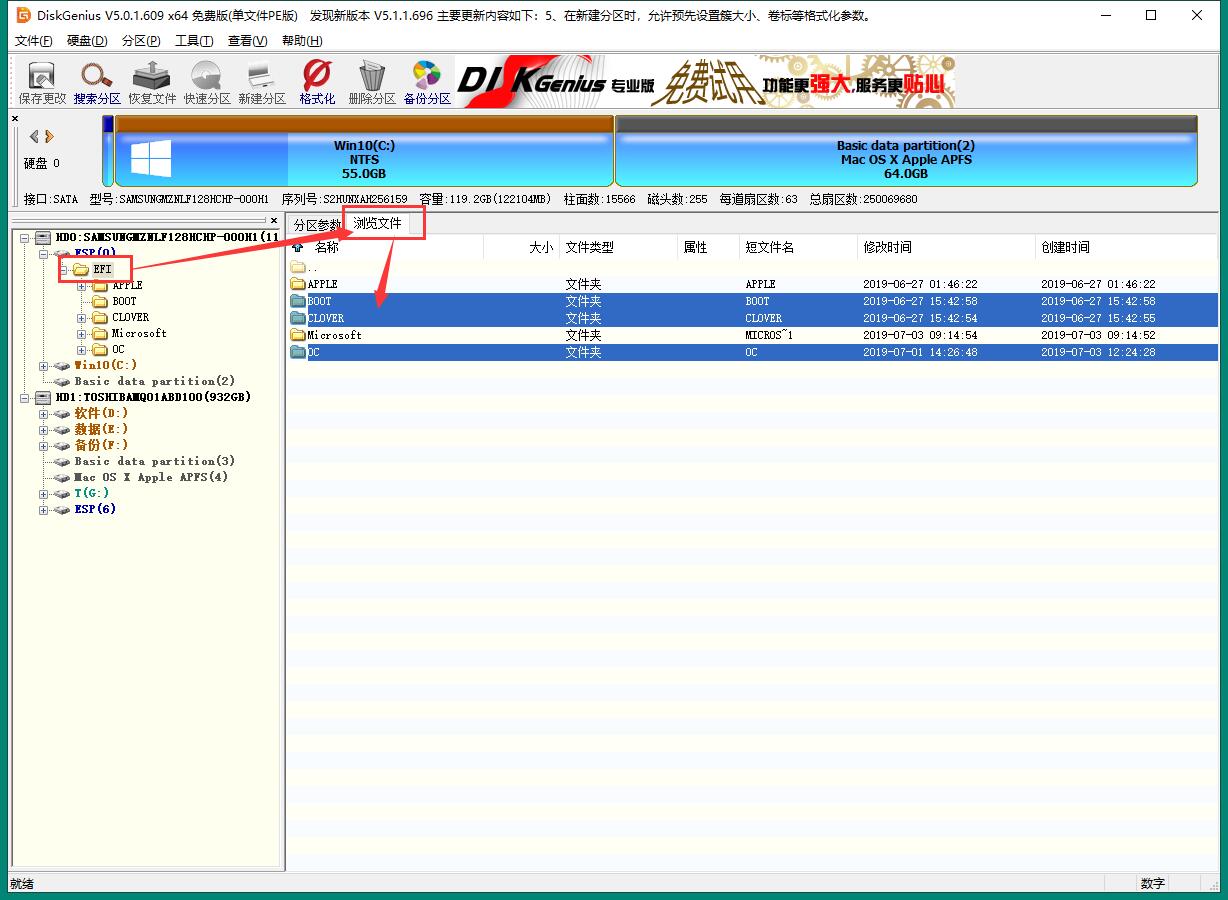 DiskGenius V5.0.1.609 x64 免费版(单文件PE版) 发现新版本 V5.1.1.696 主要更新内容如下：5、在新建分区时，允许预先设置簇大小、卷标等格式化参数。
文件(F) 硬盘(D) 分区(P) 工具(T) 查看(V) 帮助(H)
保存更改 搜索分区 恢复文件 快速分区 新建分区 格式化 删除分区 备份分区
DISKGenius 专业版 免费试用 功能更强大,服务更贴心
硬盘 0
Win10(C:)
NTFS
55.0GB
Basic data partition(2)
Mac OS X Apple APFS
64.0GB
接口:SATA 型号:SAMSUNGMZNLF128HCHP-000H1 序列号:S2HUNXAH256159 容量:119.2GB(122104MB) 柱面数:15566 磁头数:255 每道扇区数:63 总扇区数:250069680
HD0:SAMSUNGMZNLF128HCHP-000H1(11
ESP(0)
EFI
APPLE
BOOT
CLOVER
Microsoft
OC
Win10(C:)
Basic data partition(2)
HD1:TOSHIBAMQ01ABD100(932GB)
软件(D:)
数据(E:)
备份(F:)
Basic data partition(3)
Mac OS X Apple APFS(4)
T(G:)
ESP(6)
分区参数 浏览文件
名称 大小 文件类型 属性 短文件名 修改时间 创建时间
..
APPLE 文件夹 APPLE 2019-06-27 01:46:22 2019-06-27 01:46:22
BOOT 文件夹 BOOT 2019-06-27 15:42:58 2019-06-27 15:42:58
CLOVER 文件夹 CLOVER 2019-06-27 15:42:54 2019-06-27 15:42:55
Microsoft 文件夹 MICROS~1 2019-07-03 09:14:54 2019-07-03 09:14:52
OC 文件夹 OC 2019-07-01 14:26:48 2019-07-03 12:24:28
就绪 数字